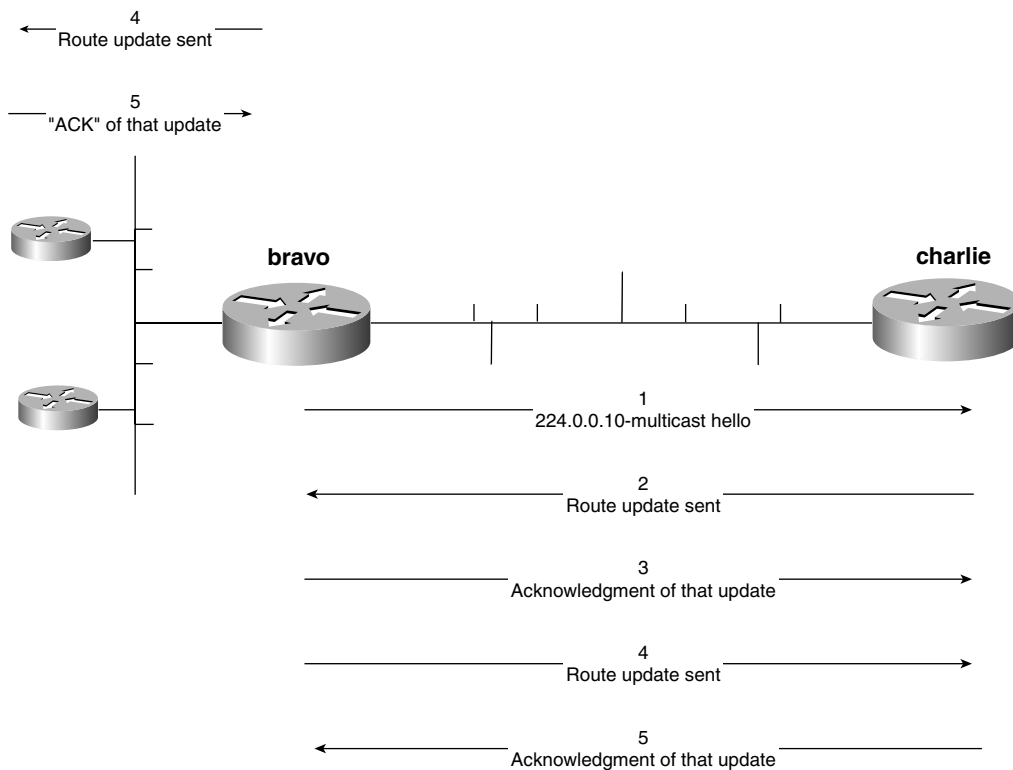 4
Route update sent
5
"ACK" of that update
bravo
charlie
1
224.0.0.10-multicast hello
2
Route update sent
3
Acknowledgment of that update
4
Route update sent
5
Acknowledgment of that update